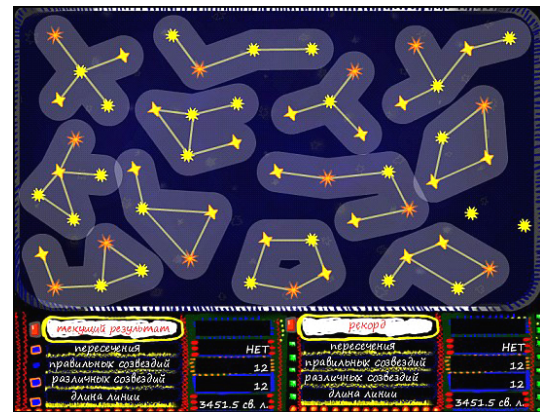 текущий результат
пересечения
НЕТ
правильных созвездий
12
различных созвездий
12
длина линии
3451.5 св. л.
рекорд
пересечения
НЕТ
правильных созвездий
12
различных созвездий
12
длина линии
3451.5 св. л.